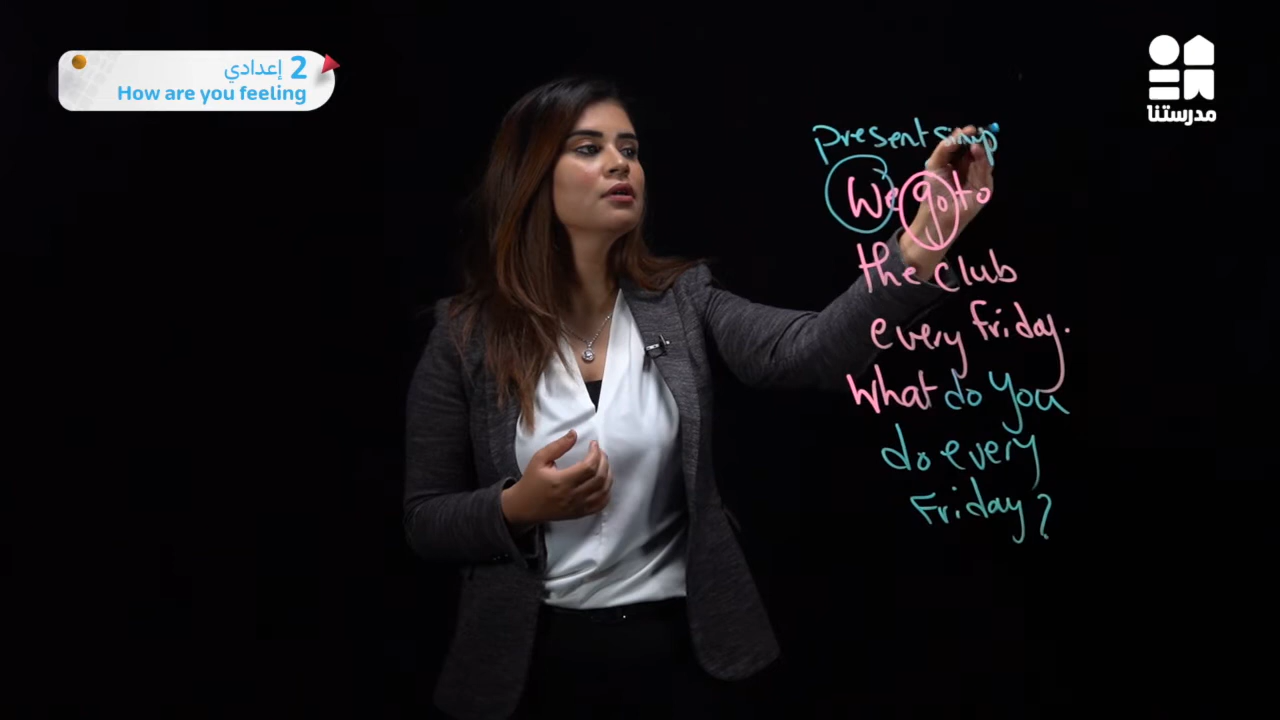 2 إعدادي
How are you feeling
مدرستنا
present simp
We go to
the club
every friday.
What do you
do every
Friday?